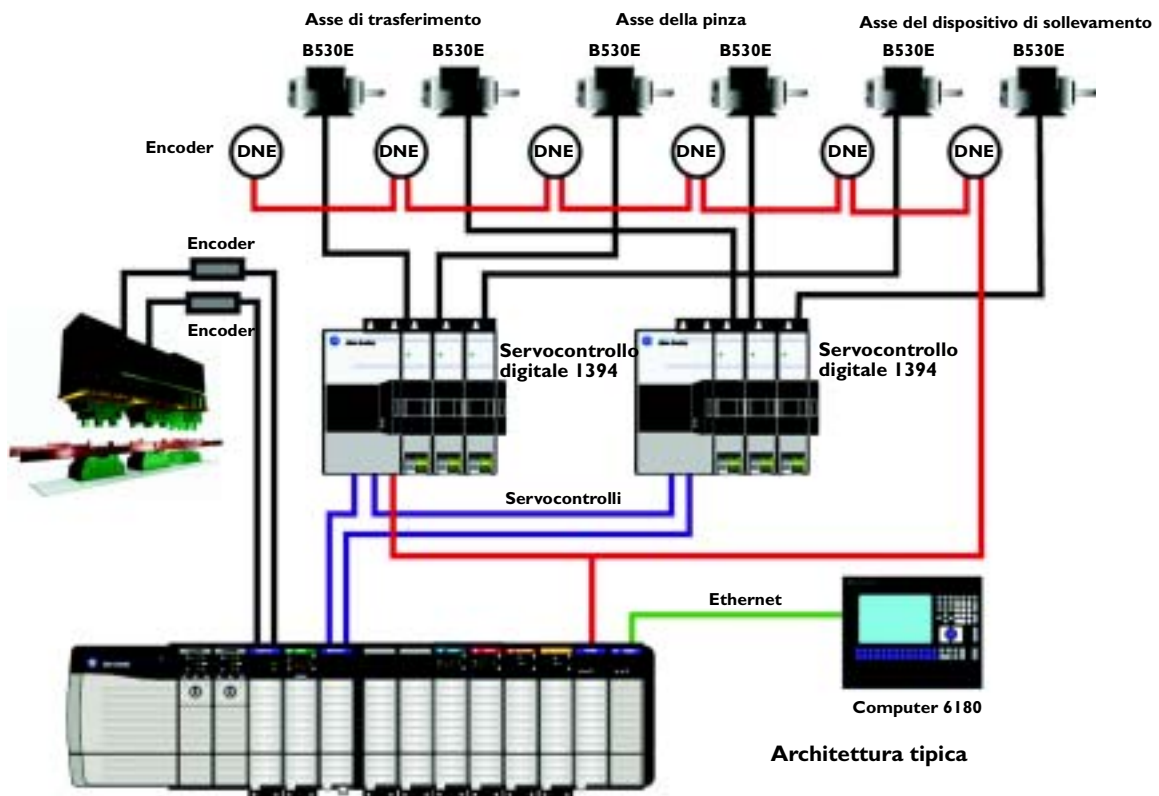 Asse di trasferimento
Asse della pinza
Asse del dispositivo di sollevamento
B530E
B530E
B530E
B530E
B530E
B530E
Encoder
DNE
DNE
DNE
DNE
DNE
DNE
Encoder
Encoder
Servocontrollo
digitale 1394
Servocontrollo
digitale 1394
Servocontrolli
Ethernet
Computer 6180
Architettura tipica